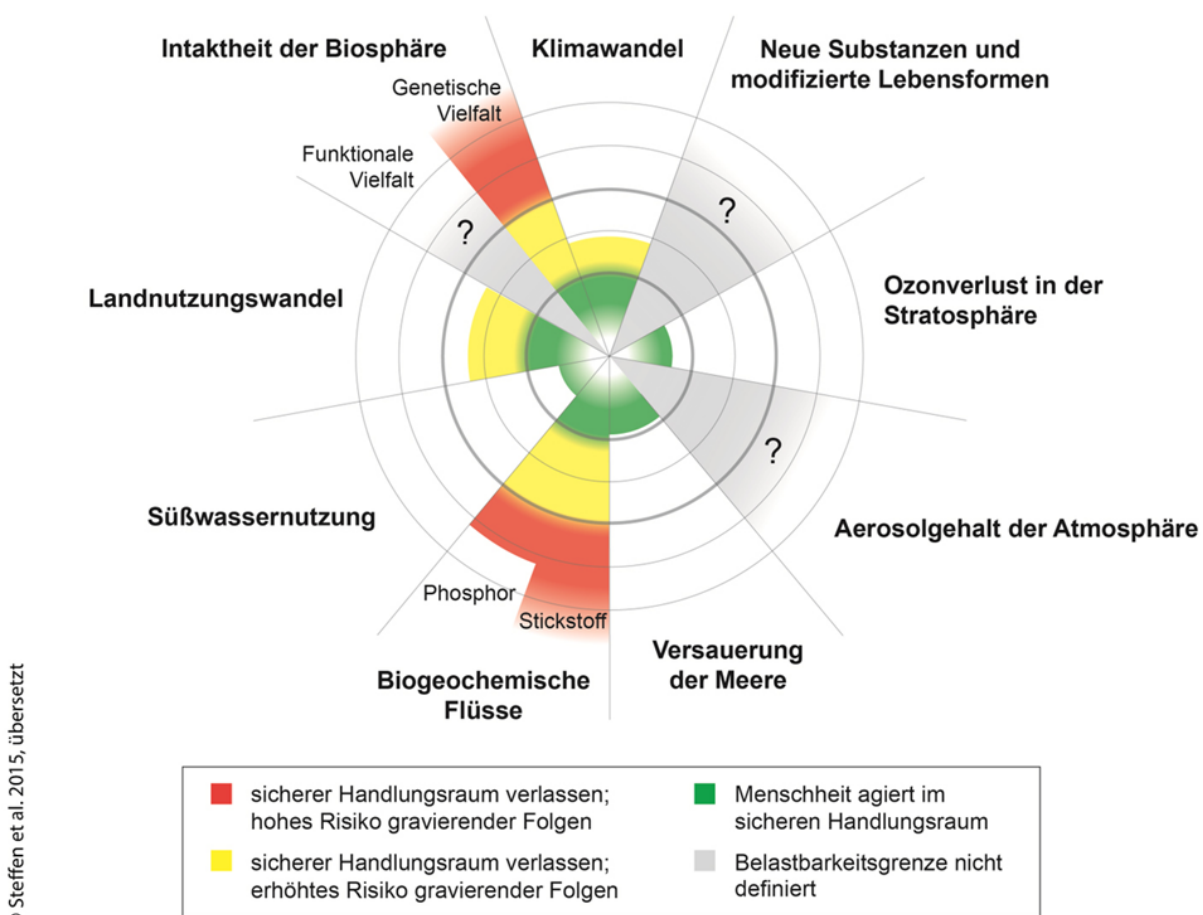 Intaktheit der Biosphäre
Klimawandel
Neue Substanzen und
modifizierte Lebensformen
Genetische
Vielfalt
Funktionale
Vielfalt
?
?
Landnutzungswandel
Ozonverlust in der
Stratosphäre
?
Süßwassernutzung
Aerosolgehalt der Atmosphäre
Phosphor
Stickstoff
Biogeochemische
Flüsse
Versauerung
der Meere
sicherer Handlungsraum verlassen;
hohes Risiko gravierender Folgen
sicherer Handlungsraum verlassen;
erhöhtes Risiko gravierender Folgen
Menschheit agiert im
sicheren Handlungsraum
Belastbarkeitsgrenze nicht
definiert
© Steffen et al. 2015, übersetzt